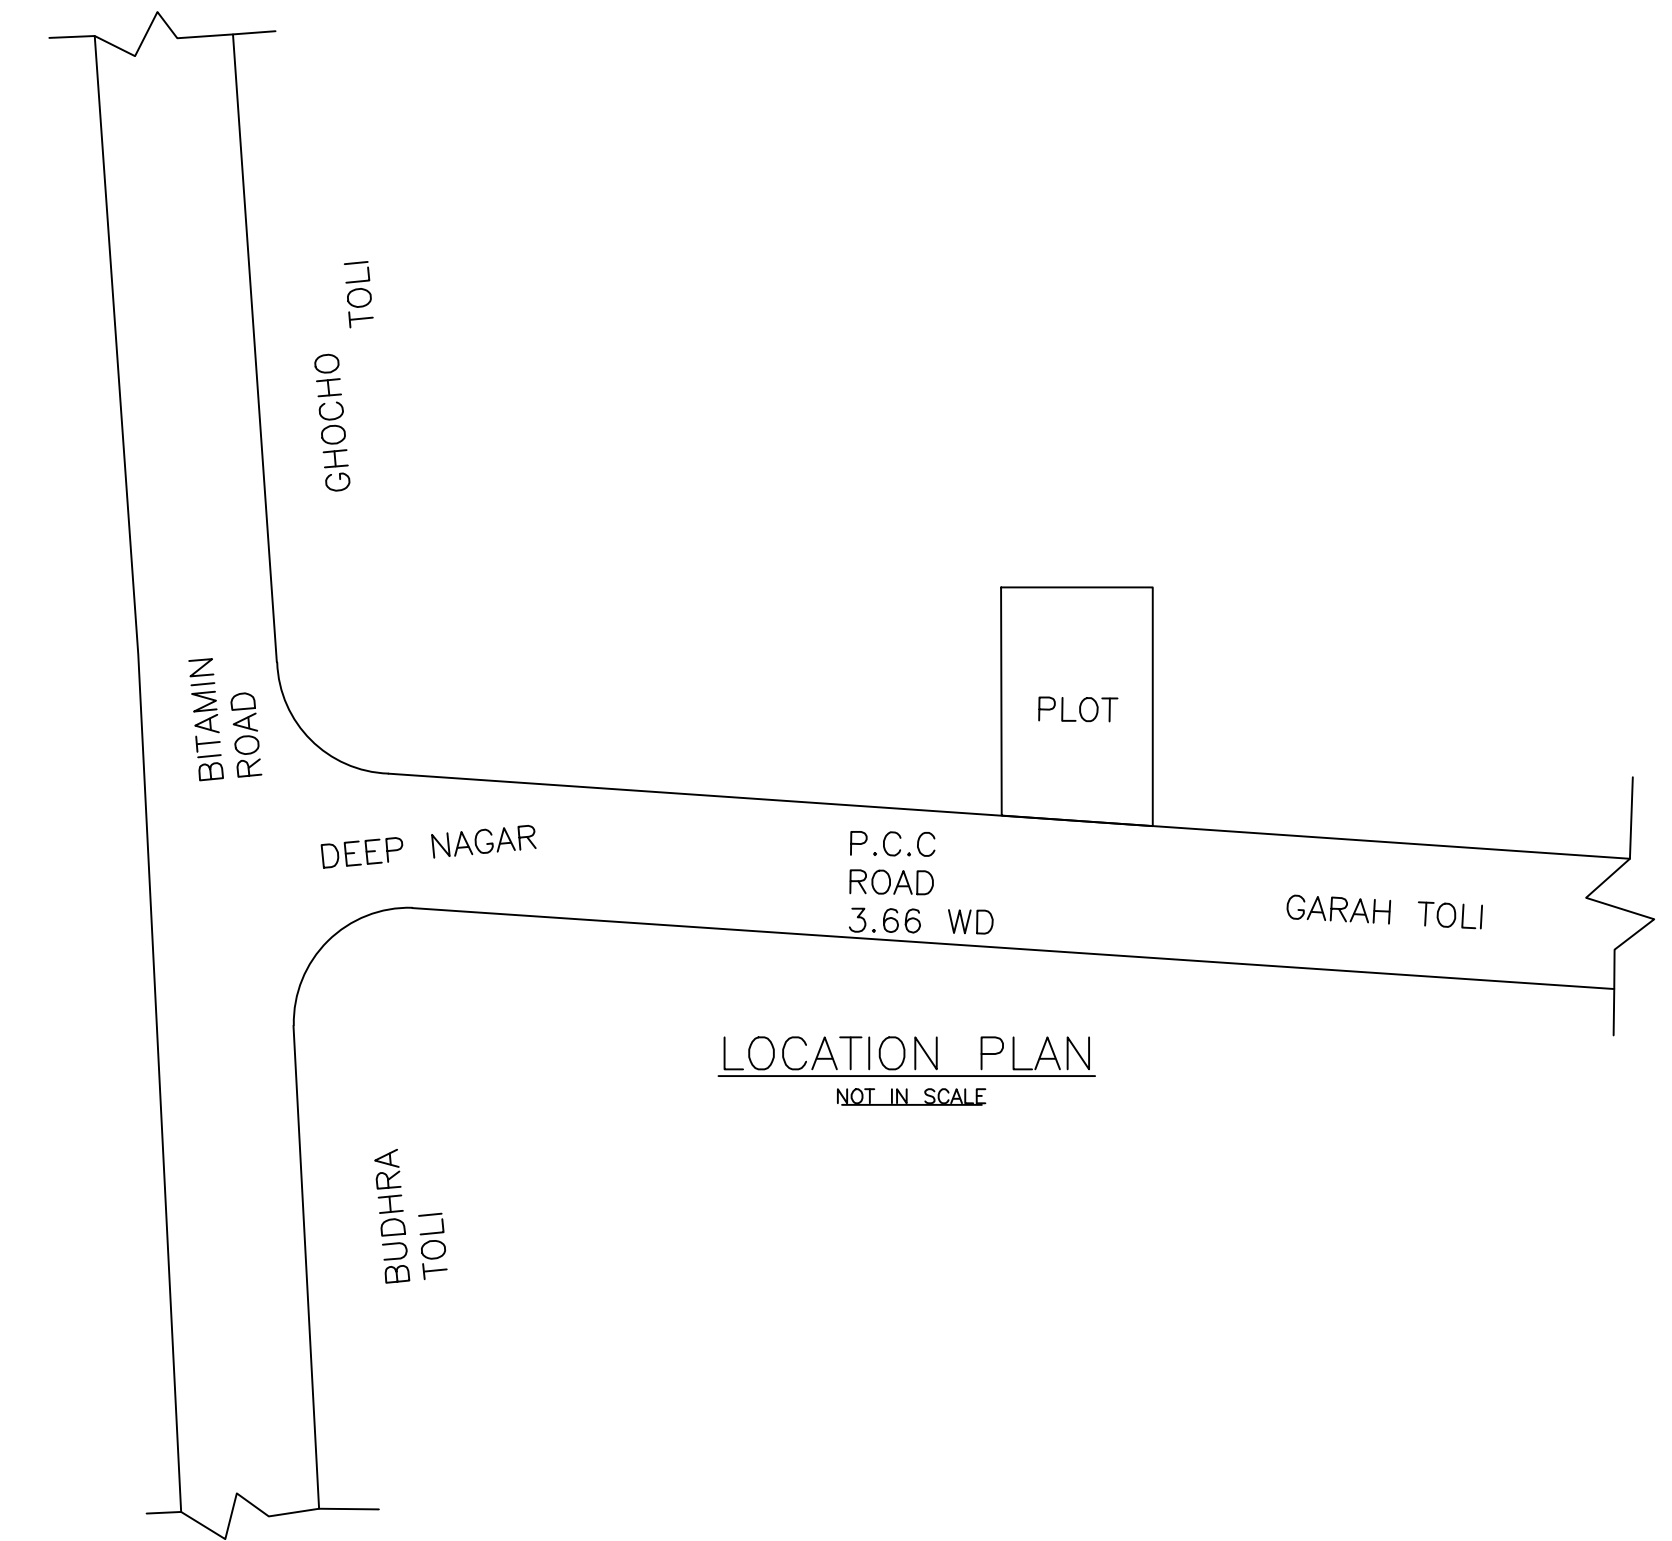 GHOCHO TOLI
BITAMIN
ROAD
PLOT
DEEP NAGAR
P.C.C
ROAD
3.66 WD
GARAH TOLI
LOCATION PLAN
NOT IN SCALE
BUDHRA
TOLI